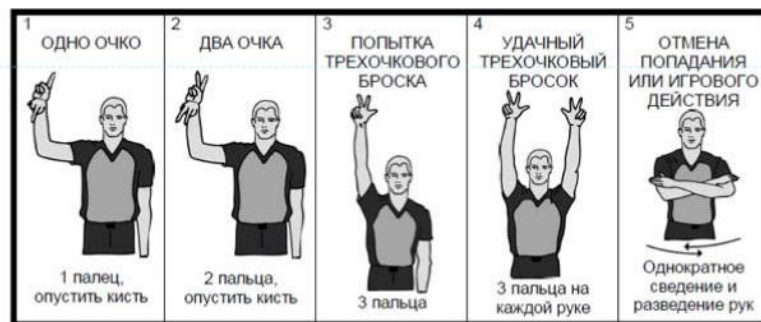 1
ОДНО ОЧКО
1 палец,
опустить кисть
2
ДВА ОЧКА
2 пальца,
опустить кисть
3
ПОПЫТКА
ТРЕХОЧКОВОГО
БРОСКА
3 пальца
4
УДАЧНЫЙ
ТРЕХОЧКОВЫЙ
БРОСОК
3 пальца на
каждой руке
5
ОТМЕНА
ПОПАДАНИЯ
ИЛИ ИГРОВОГО
ДЕЙСТВИЯ
Однократное
сведение и
разведение рук